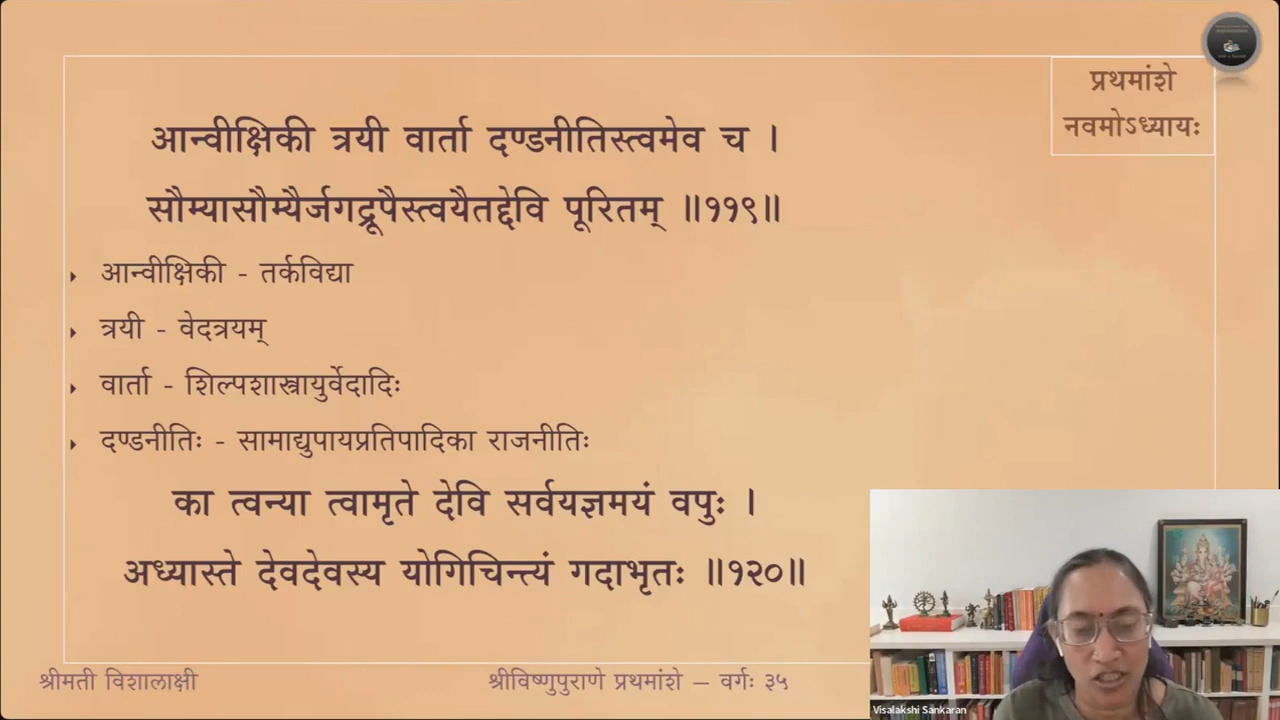 प्रथमांशे
नवमोऽध्यायः
आन्वीक्षिकी त्रयी वार्ता दण्डनीतिस्त्वमेव च ।
सौम्यासौम्यैर्जगद्रूपैस्त्वयैतद्देवि पूरितम् ॥११९॥
आन्वीक्षिकी - तर्कविद्या
त्रयी - वेदत्रयम्
वार्ता - शिल्पशास्त्रायुर्वेदादिः
दण्डनीतिः - सामाद्युपायप्रतिपादिका राजनीतिः
का त्वन्या त्वामृते देवि सर्वयज्ञमयं वपुः ।
अध्यास्ते देवदेवस्य योगिचिन्त्यं गदाभृतः ॥१२०॥
श्रीमती विशालाक्षी
श्रीविष्णुपुराणे प्रथमांशे – वर्गः ३५
Visalakshi Sankaran